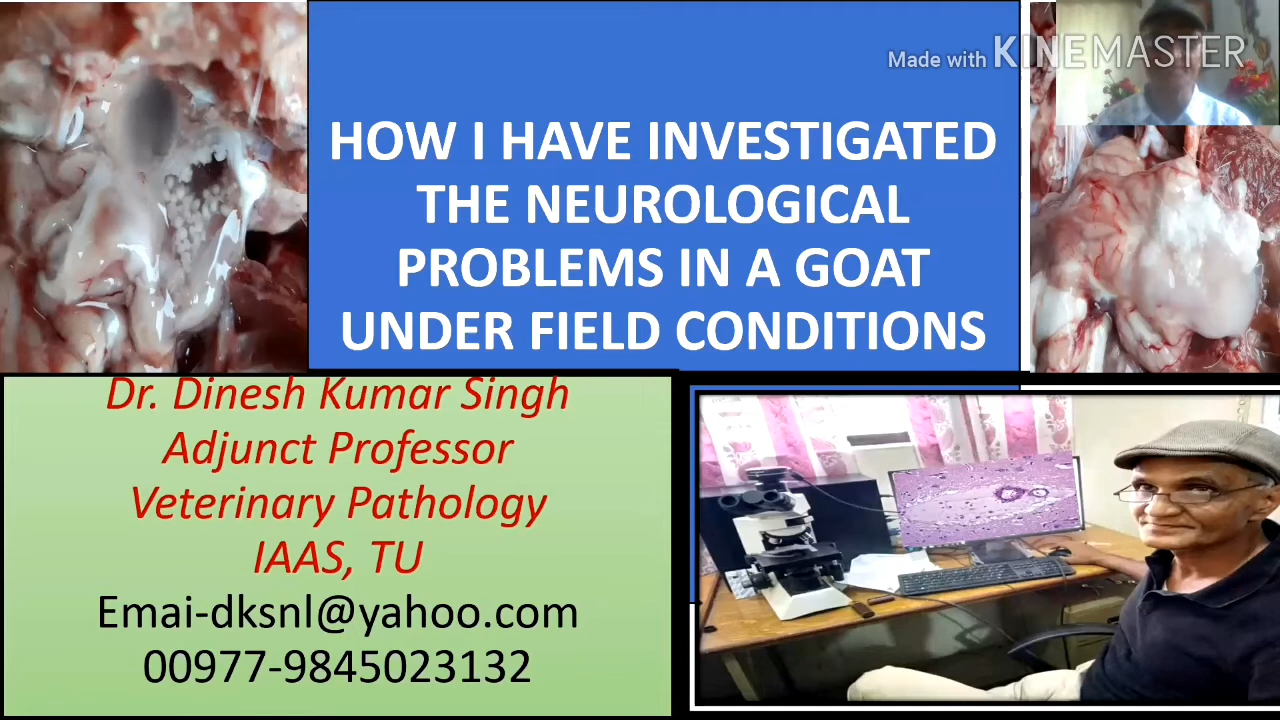 Made with KINEMASTER
HOW I HAVE INVESTIGATED
THE NEUROLOGICAL
PROBLEMS IN A GOAT
UNDER FIELD CONDITIONS
Dr. Dinesh Kumar Singh
Adjunct Professor
Veterinary Pathology
IAAS, TU
Emai-dksnl@yahoo.com
00977-9845023132